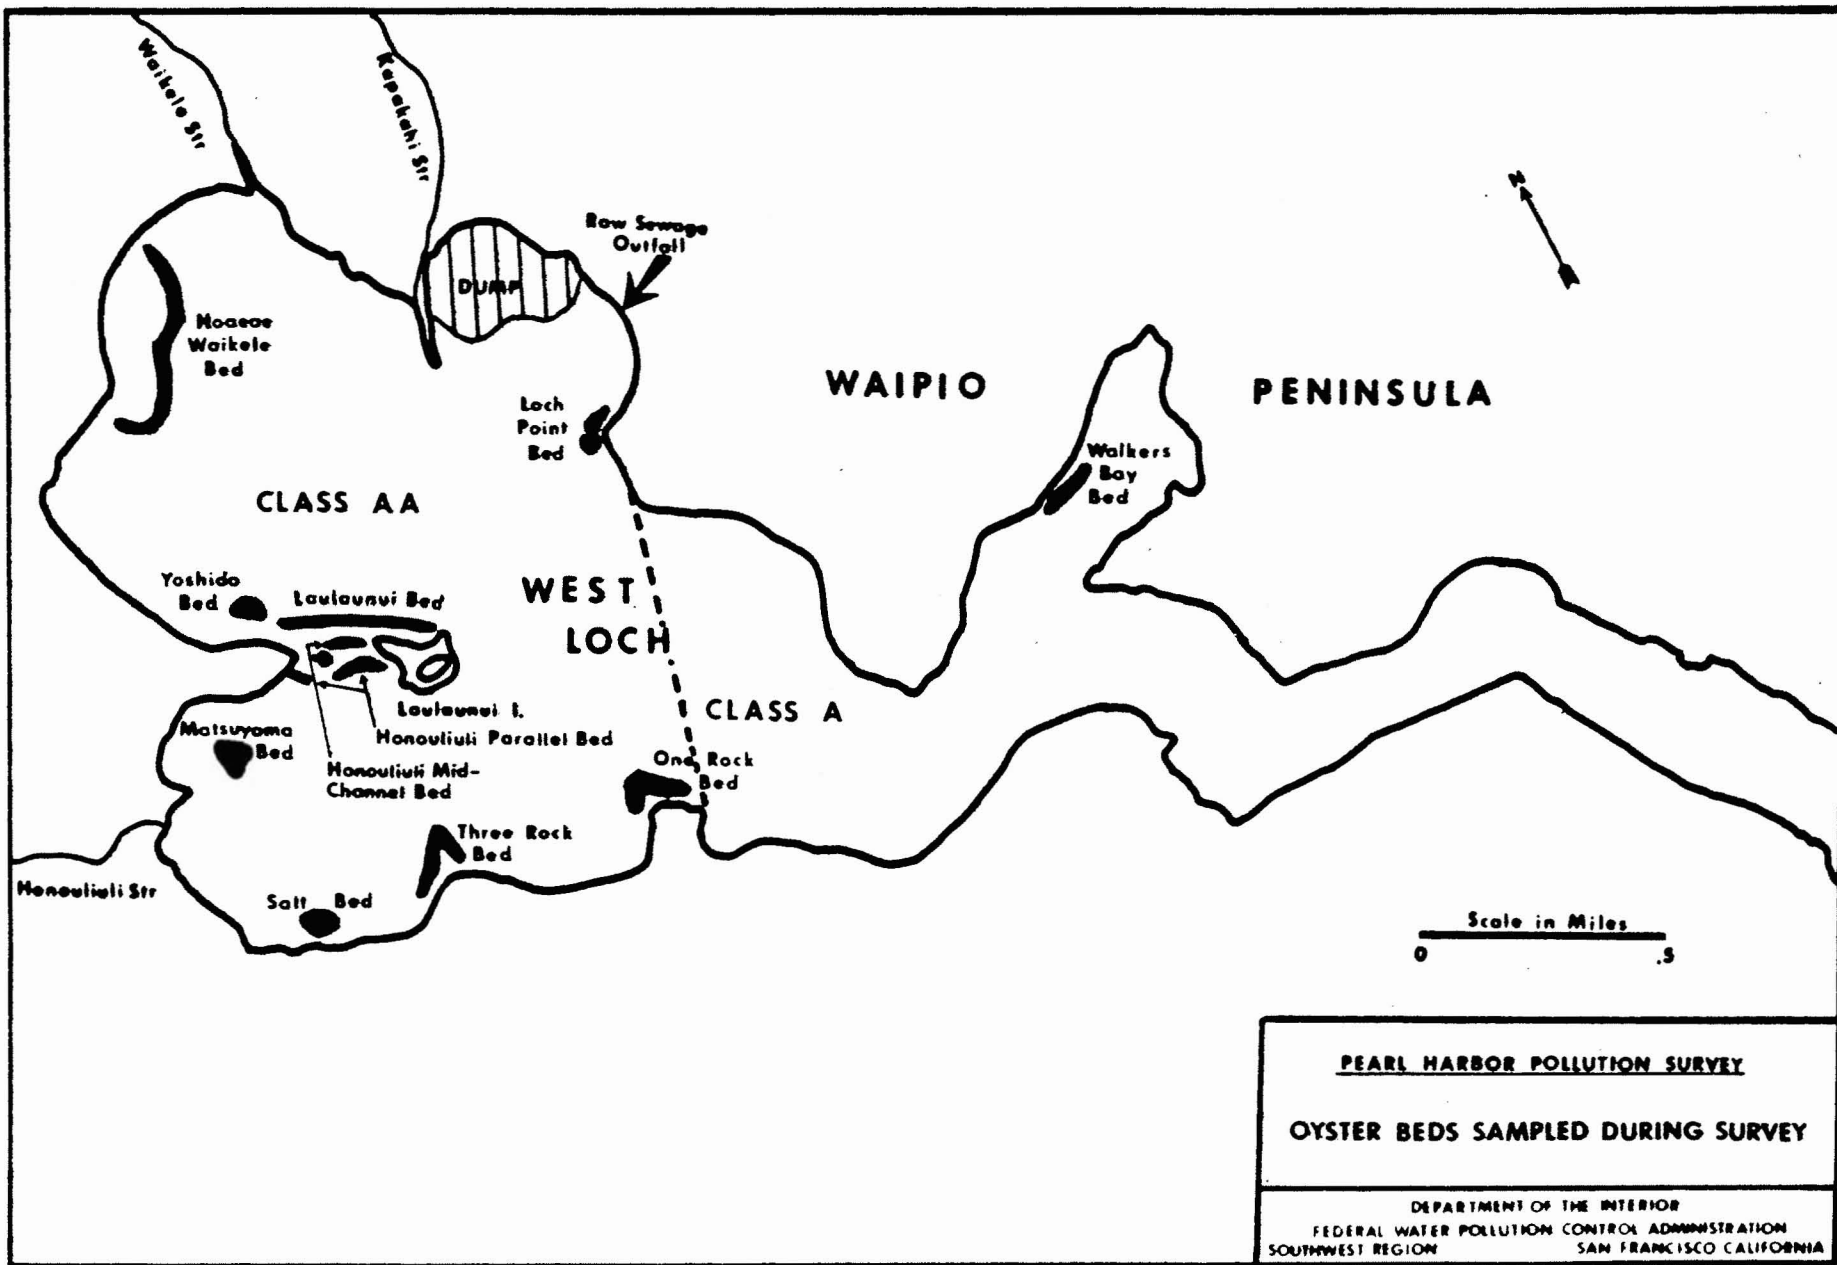 Waikele Str
Kapakahi Str
Raw Sewage
Outfall
N
DUMP
Hoaeae
Waikele
Bed
WAIPIO
PENINSULA
Loch
Point
Bed
Walkers
Bay
Bed
CLASS AA
Yoshido
Bed
Laulaunui Bed
WEST
LOCH
Laulaunui I.
CLASS A
Matsuyama
Bed
Honouliuli Parallel Bed
Honouliuli Mid-
Channel Bed
One Rock
Bed
Three Rock
Bed
Honouliuli Str
Salt Bed
Scale in Miles
0 .5
PEARL HARBOR POLLUTION SURVEY
OYSTER BEDS SAMPLED DURING SURVEY
DEPARTMENT OF THE INTERIOR
FEDERAL WATER POLLUTION CONTROL ADMINISTRATION
SOUTHWEST REGION SAN FRANCISCO CALIFORNIA